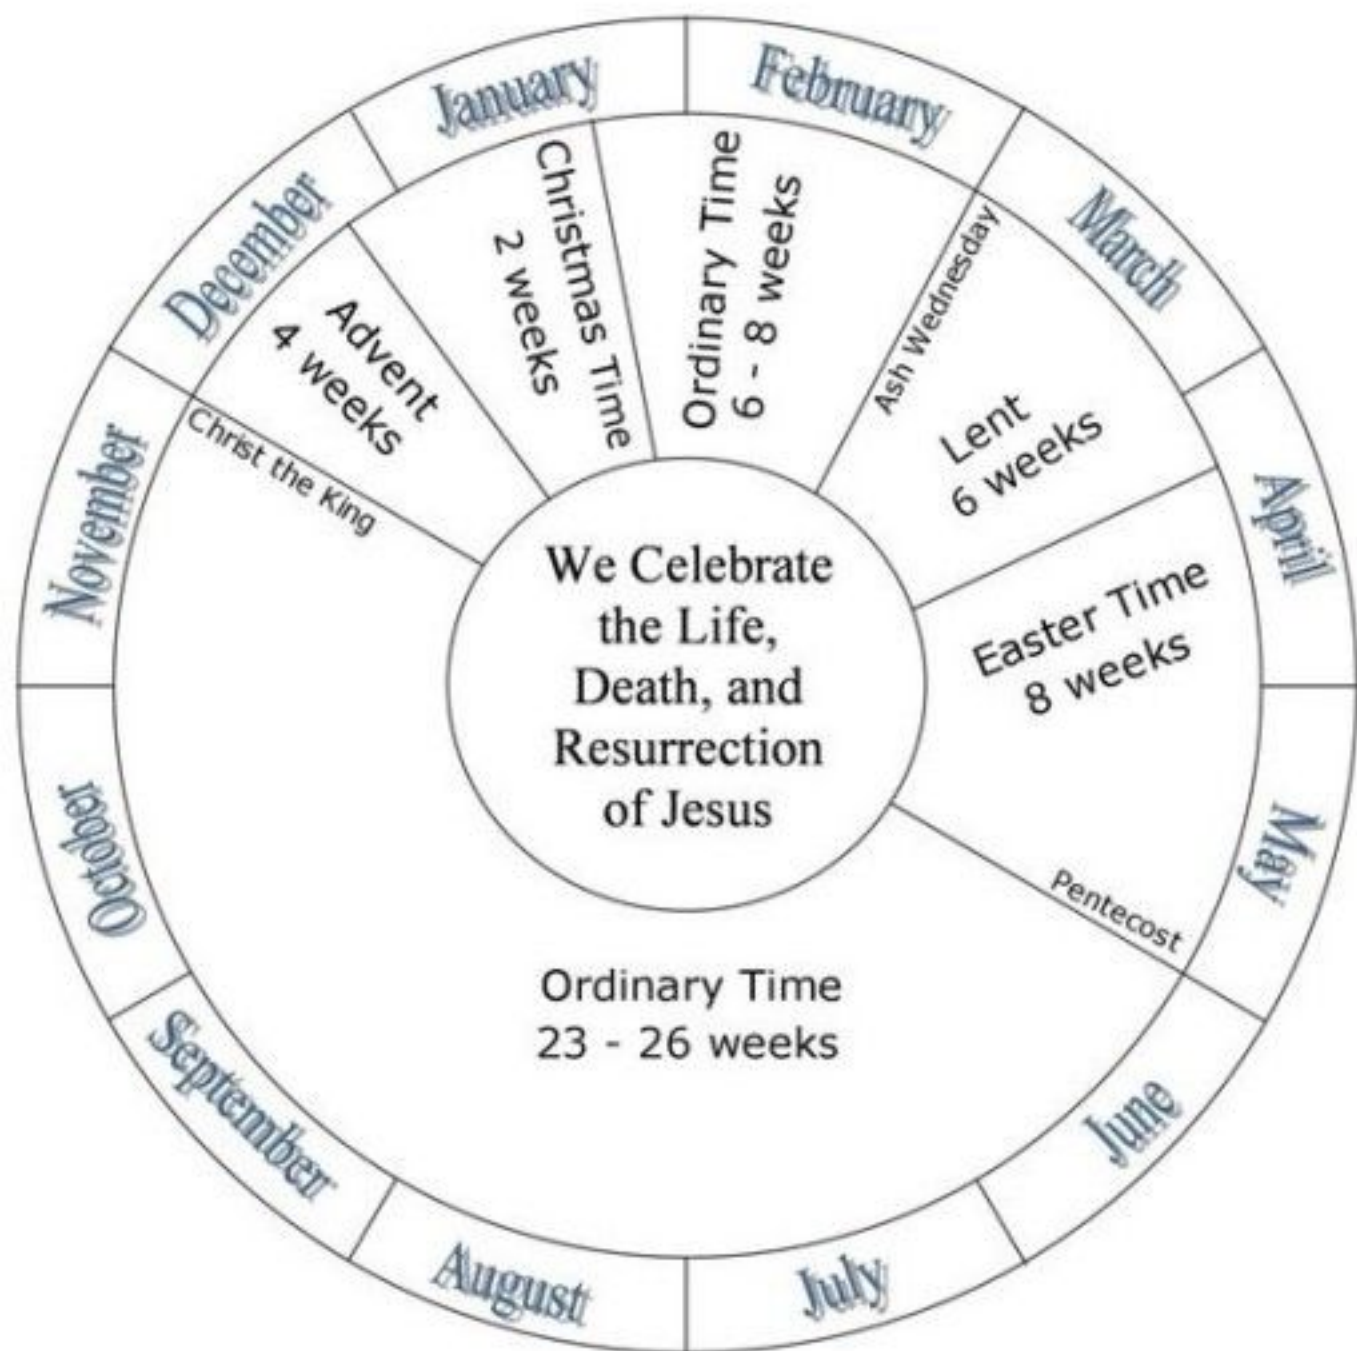 January
February
March
April
May
June
July
August
September
October
November
December
Advent
4 weeks
Christmas Time
2 weeks
Ordinary Time
6 - 8 weeks
Ash Wednesday
Lent
6 weeks
Easter Time
8 weeks
Pentecost
Ordinary Time
23 - 26 weeks
Christ the King
We Celebrate
the Life,
Death, and
Resurrection
of Jesus